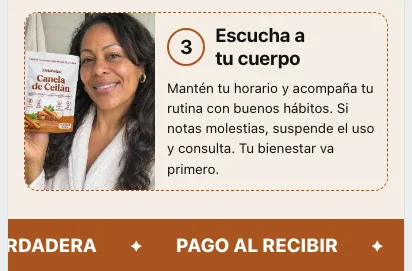 Canela
de Ceilán
3
Escucha a
tu cuerpo
Mantén tu horario y acompaña tu
rutina con buenos hábitos. Si
notas molestias, suspende el uso
y consulta. Tu bienestar va
primero.
RDADERA ✦ PAGO AL RECIBIR ✦